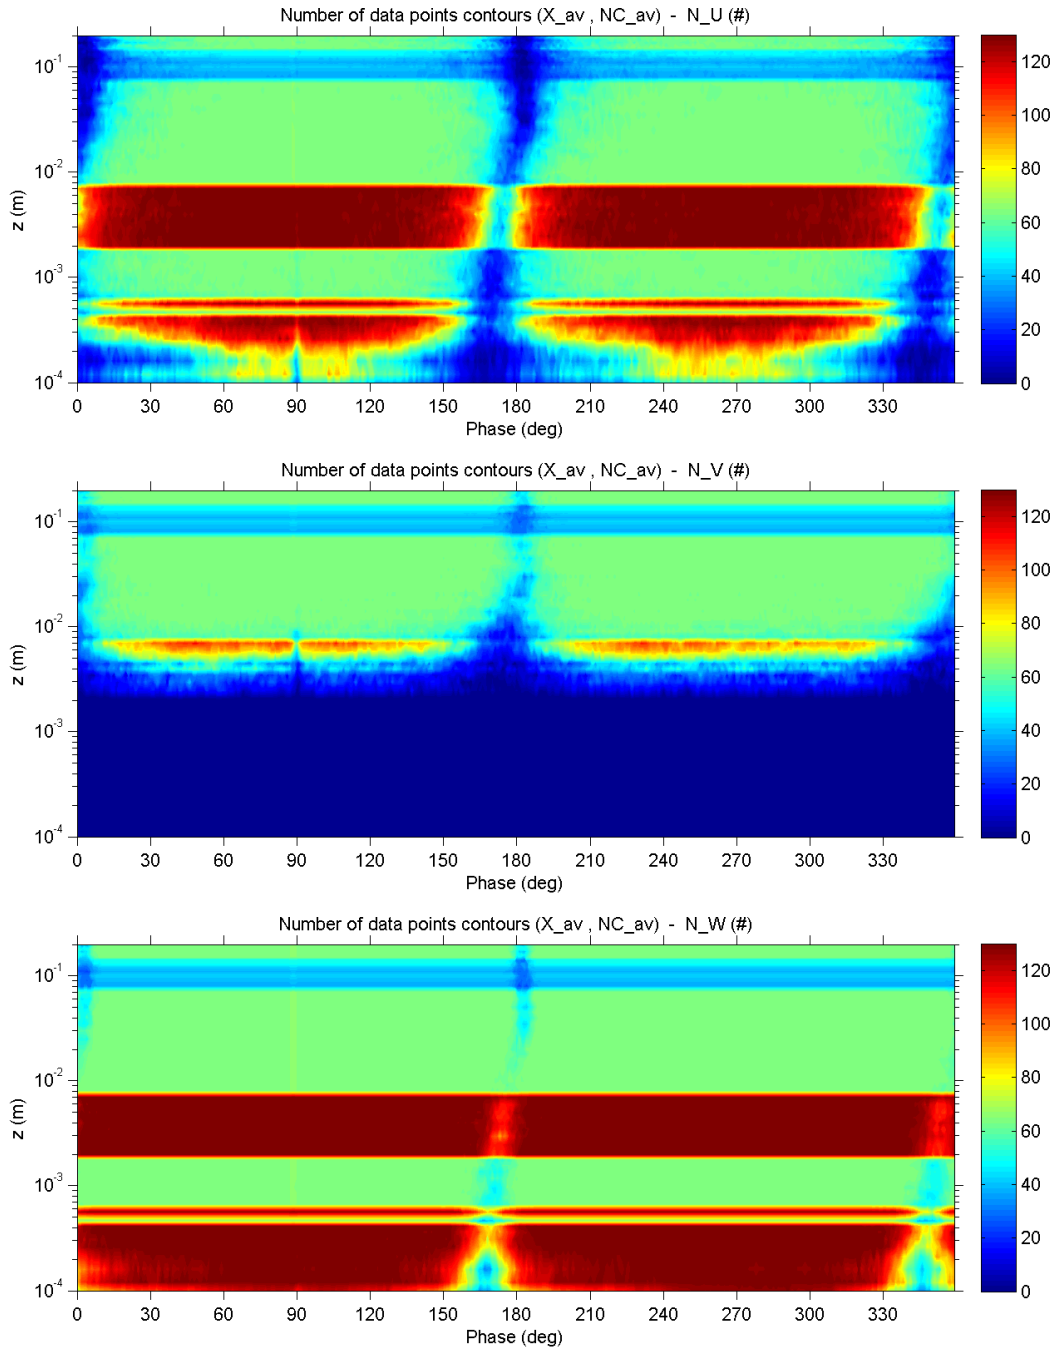 Number of data points contours (X_av , NC_av) - N_U (#)
z (m)
10^-1
10^-2
10^-3
10^-4
0 30 60 90 120 150 180 210 240 270 300 330
Phase (deg)
120
100
80
60
40
20
0
Number of data points contours (X_av , NC_av) - N_V (#)
z (m)
10^-1
10^-2
10^-3
10^-4
0 30 60 90 120 150 180 210 240 270 300 330
Phase (deg)
120
100
80
60
40
20
0
Number of data points contours (X_av , NC_av) - N_W (#)
z (m)
10^-1
10^-2
10^-3
10^-4
0 30 60 90 120 150 180 210 240 270 300 330
Phase (deg)
120
100
80
60
40
20
0